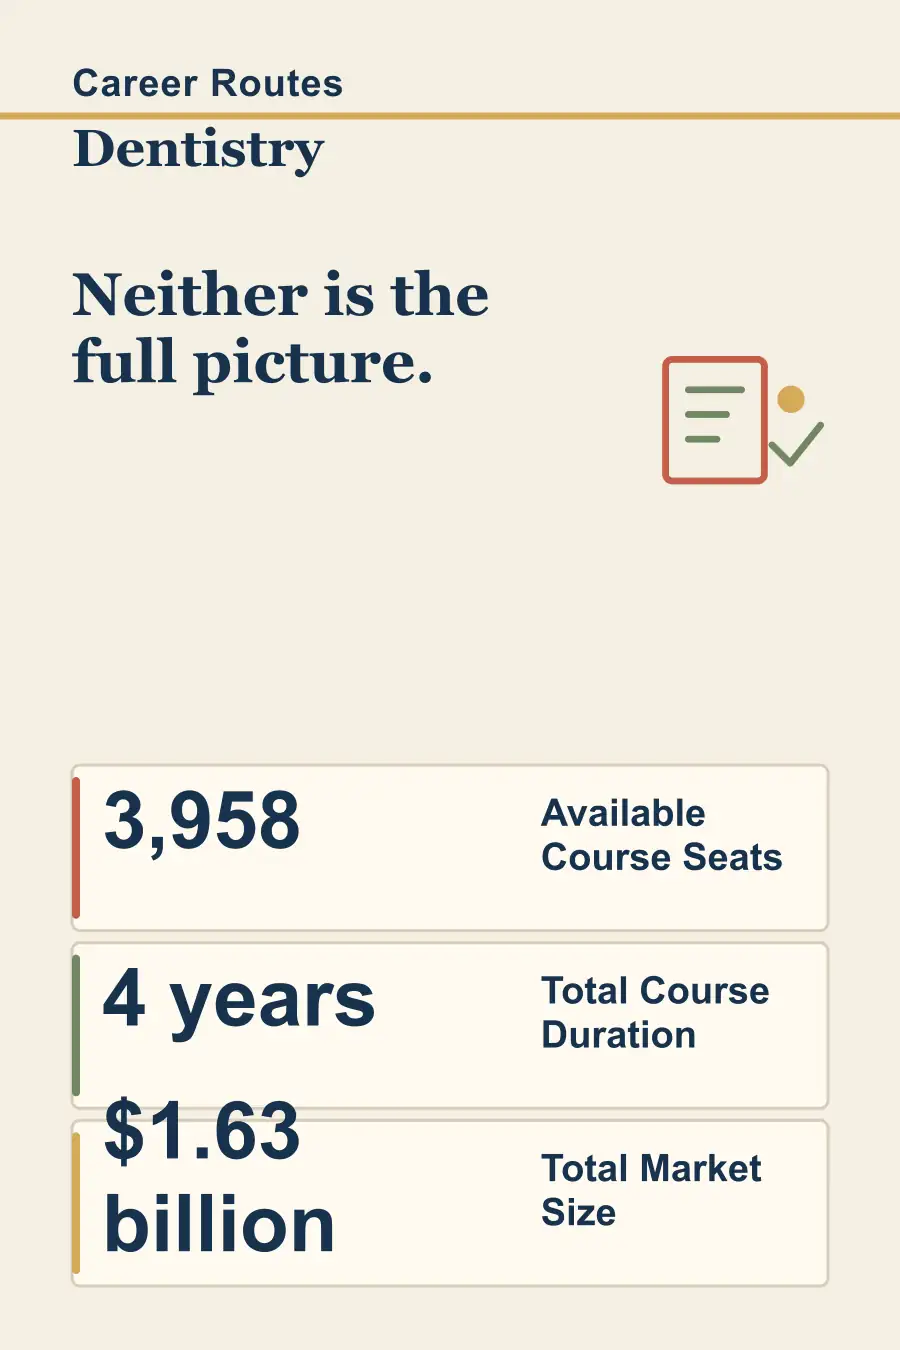 Career Routes
Dentistry
Neither is the
full picture.
3,958
Available
Course Seats
4 years
Total Course
Duration
$1.63
billion
Total Market
Size